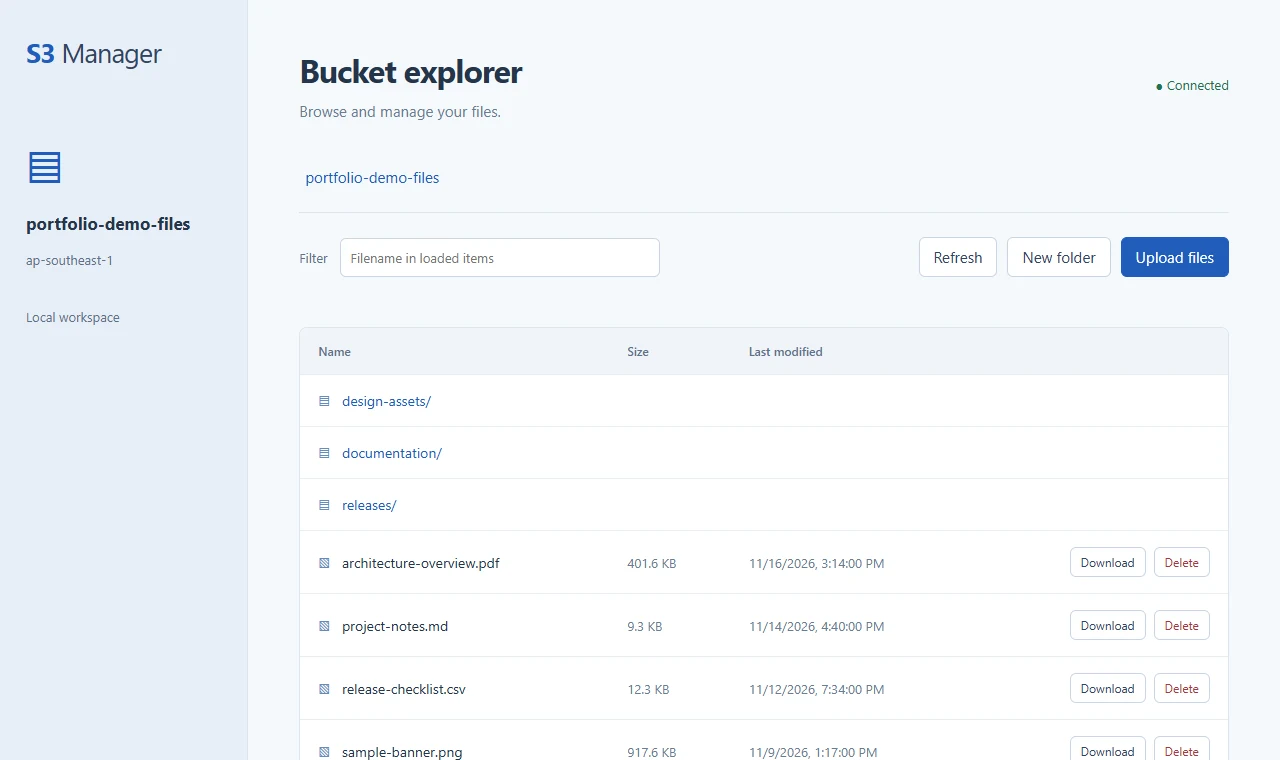 S3 Manager
portfolio-demo-files
ap-southeast-1
Local workspace
Bucket explorer
Browse and manage your files.
● Connected
portfolio-demo-files
Filter Filename in loaded items Refresh New folder Upload files
Name Size Last modified
design-assets/
documentation/
releases/
architecture-overview.pdf 401.6 KB 11/16/2026, 3:14:00 PM Download Delete
project-notes.md 9.3 KB 11/14/2026, 4:40:00 PM Download Delete
release-checklist.csv 12.3 KB 11/12/2026, 7:34:00 PM Download Delete
sample-banner.png 917.6 KB 11/9/2026, 1:17:00 PM Download Delete